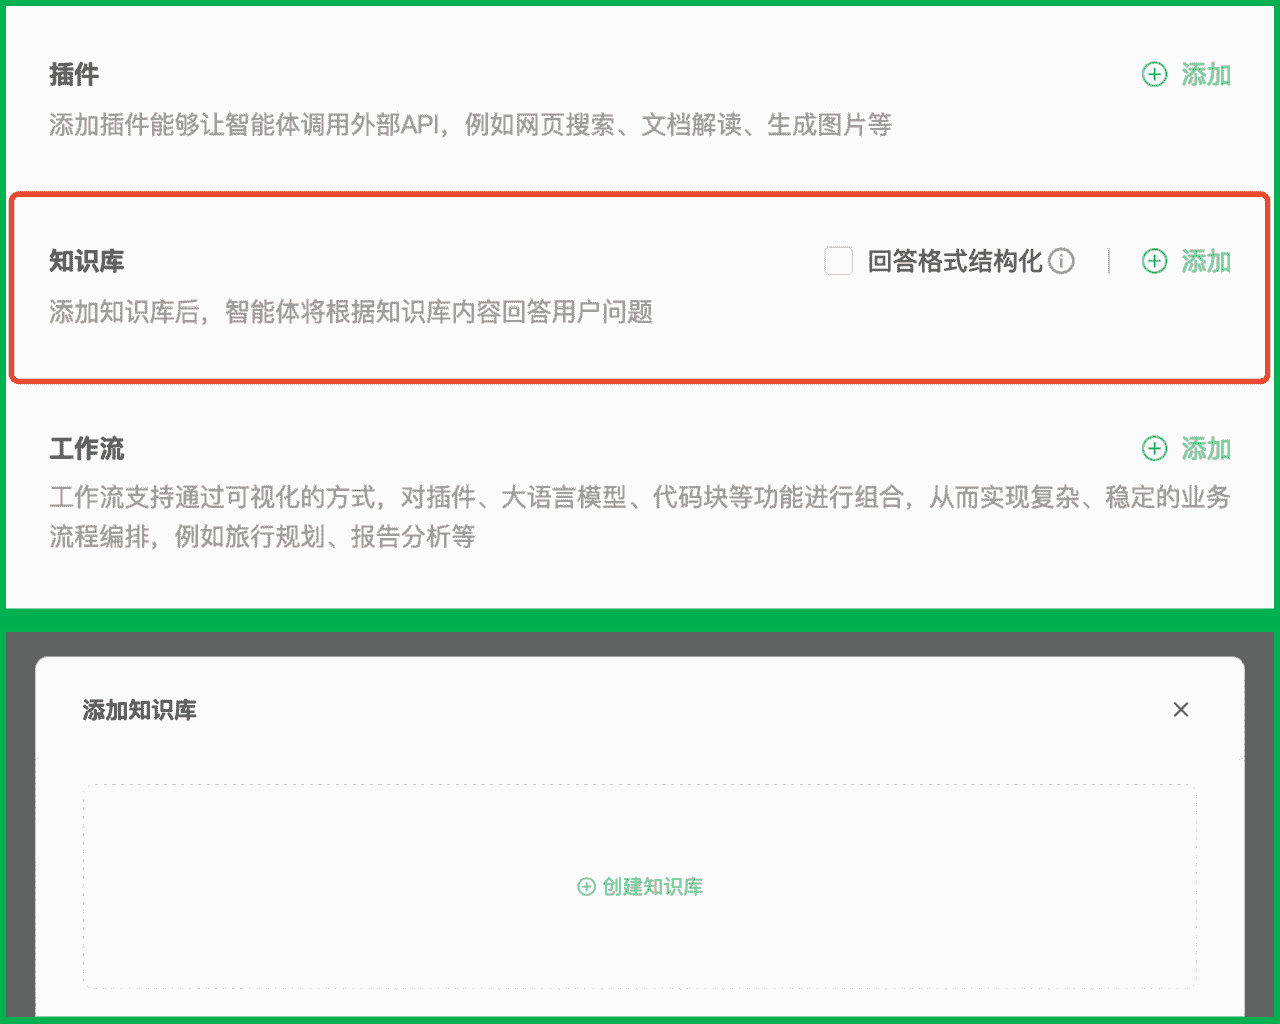 插件
添加
添加插件能够让智能体调用外部API，例如网页搜索、文档解读、生成图片等
知识库
回答格式结构化
添加
添加知识库后，智能体将根据知识库内容回答用户问题
工作流
添加
工作流支持通过可视化的方式，对插件、大语言模型、代码块等功能进行组合，从而实现复杂、稳定的业务
流程编排，例如旅行规划、报告分析等
添加知识库
创建知识库